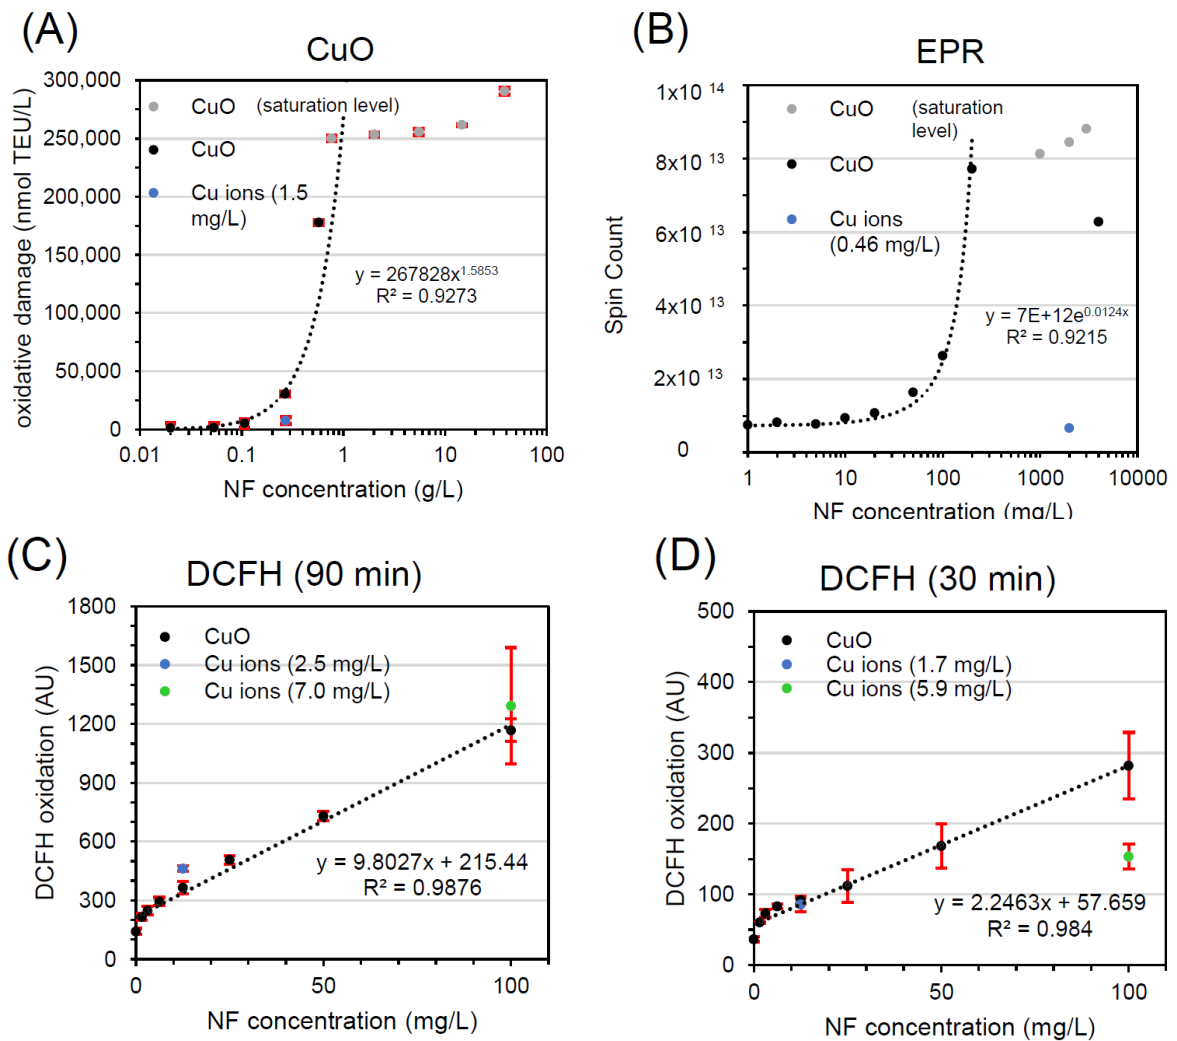 (A)
CuO
oxidative damage (nmol TEU/L)
300,000
250,000
200,000
150,000
100,000
50,000
0
CuO (saturation level)
CuO
Cu ions (1.5
mg/L)
y = 267828x^1.5853
R² = 0.9273
0.01 0.1 1 10 100
NF concentration (g/L)
(B)
EPR
Spin Count
1x10 14
8x10 13
6x10 13
4x10 13
2x10 13
0
CuO (saturation
level)
CuO
Cu ions
(0.46 mg/L)
y = 7E+12e^0.0124x
R² = 0.9215
1 10 100 1000 10000
NF concentration (mg/L)
(C)
DCFH (90 min)
DCFH oxidation (AU)
1800
1500
1200
900
600
300
0
CuO
Cu ions (2.5 mg/L)
Cu ions (7.0 mg/L)
y = 9.8027x + 215.44
R² = 0.9876
0 50 100
NF concentration (mg/L)
(D)
DCFH (30 min)
DCFH oxidation (AU)
500
400
300
200
100
0
CuO
Cu ions (1.7 mg/L)
Cu ions (5.9 mg/L)
y = 2.2463x + 57.659
R² = 0.984
0 50 100
NF concentration (mg/L)